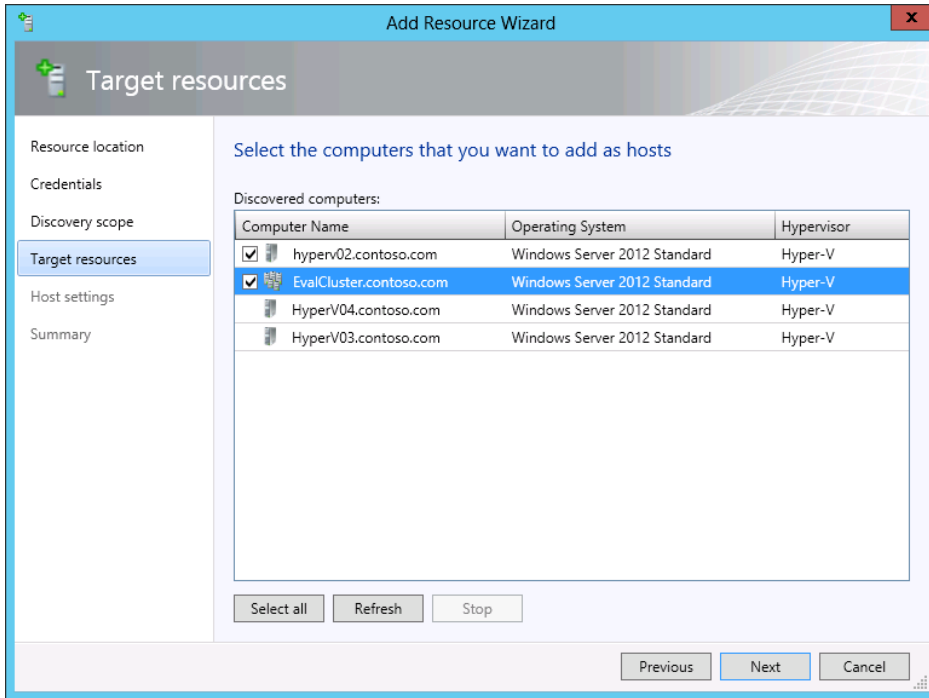 Add Resource Wizard
x
Target resources
Resource location
Credentials
Discovery scope
Target resources
Host settings
Summary
Select the computers that you want to add as hosts
Discovered computers:
Computer Name Operating System Hypervisor
hyperv02.contoso.com Windows Server 2012 Standard Hyper-V
EvalCluster.contoso.com Windows Server 2012 Standard Hyper-V
HyperV04.contoso.com Windows Server 2012 Standard Hyper-V
HyperV03.contoso.com Windows Server 2012 Standard Hyper-V
Select all Refresh Stop
Previous Next Cancel